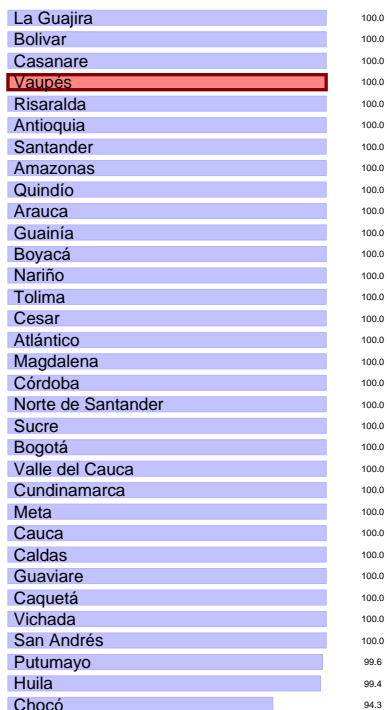 La Guajira 100.0
Bolivar 100.0
Casanare 100.0
Vaupés 100.0
Risaralda 100.0
Antioquia 100.0
Santander 100.0
Amazonas 100.0
Quindío 100.0
Arauca 100.0
Guainía 100.0
Boyacá 100.0
Nariño 100.0
Tolima 100.0
Cesar 100.0
Atlántico 100.0
Magdalena 100.0
Córdoba 100.0
Norte de Santander 100.0
Sucre 100.0
Bogotá 100.0
Valle del Cauca 100.0
Cundinamarca 100.0
Meta 100.0
Cauca 100.0
Caldas 100.0
Guaviare 100.0
Caquetá 100.0
Vichada 100.0
San Andrés 100.0
Putumayo 99.6
Huila 99.4
Chocó 94.3